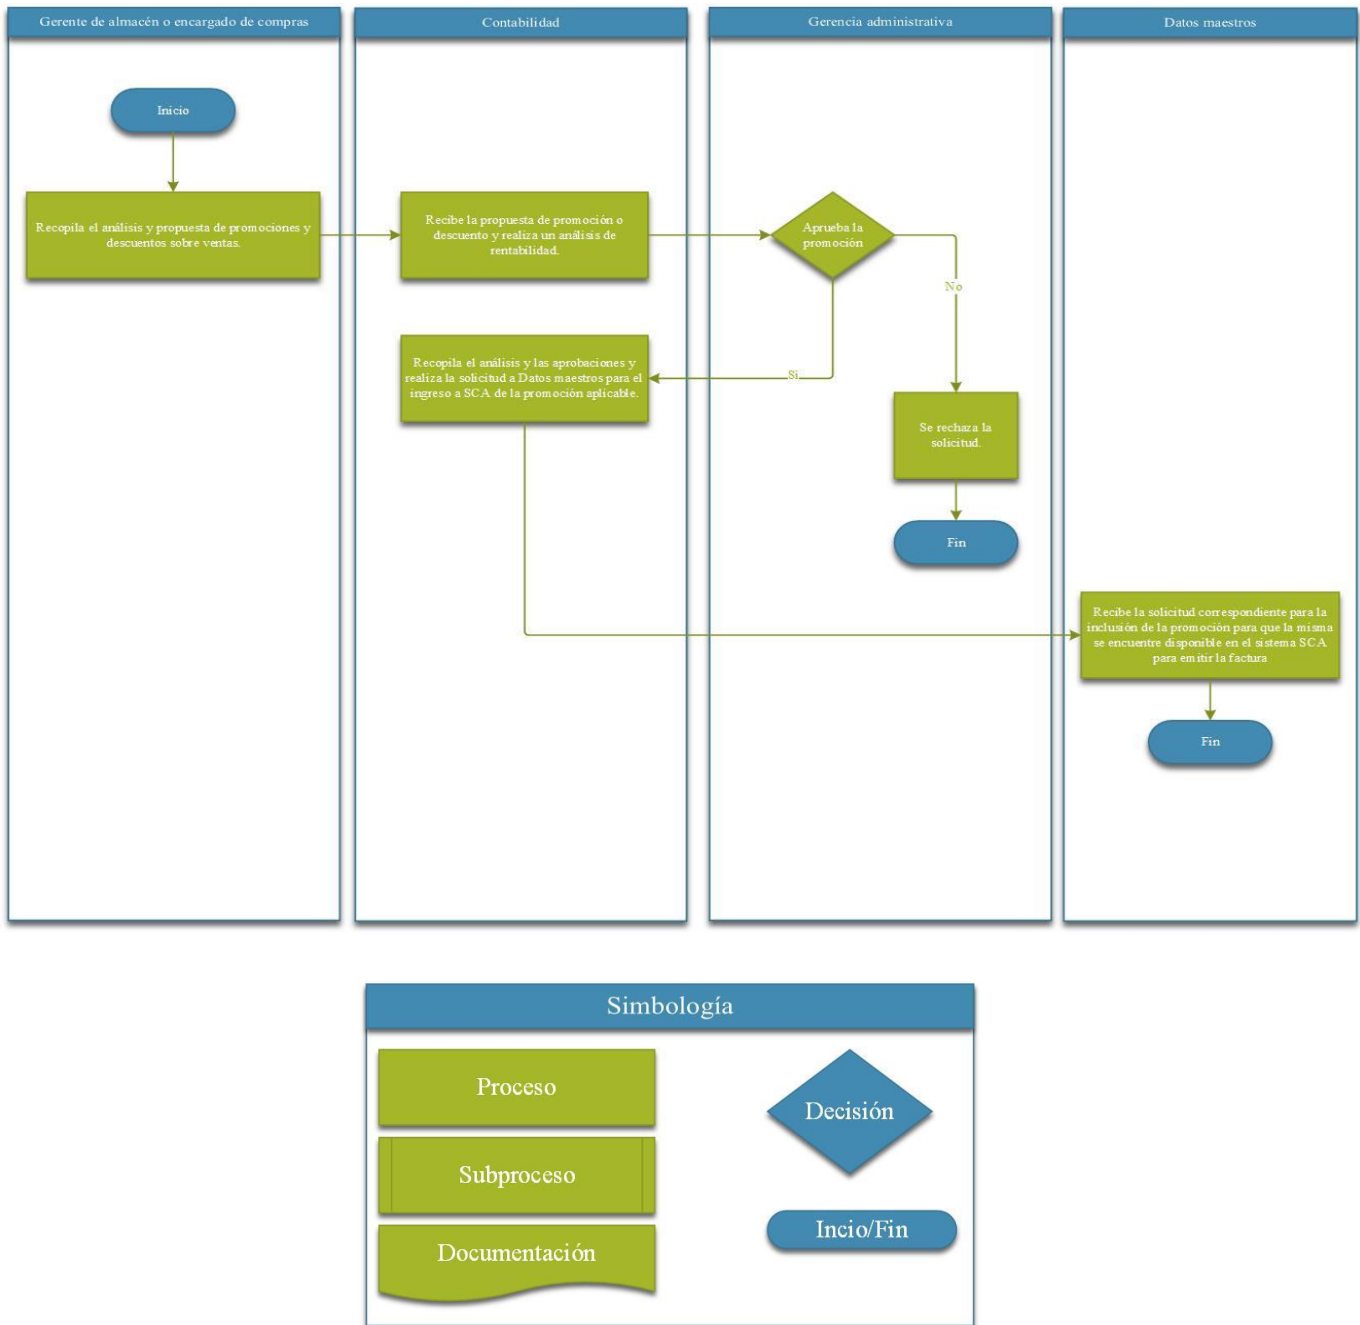 Gerente de almacén o encargado de compras
Contabilidad
Gerencia administrativa
Datos maestros
Inicio
Recopila el análisis y propuesta de promociones y
descuentos sobre ventas.
Recibe la propuesta de promoción o
descuento y realiza un análisis de
rentabilidad.
Aprueba la
promoción
No
Si
Recopila el análisis y las aprobaciones y
realiza la solicitud a Datos maestros para el
ingreso a SCA de la promoción aplicable.
Se rechaza la
solicitud.
Fin
Recibe la solicitud correspondiente para la
inclusión de la promoción para que la misma
se encuentre disponible en el sistema SCA
para emitir la factura
Fin
Simbología
Proceso
Decisión
Subproceso
Incio/Fin
Documentación